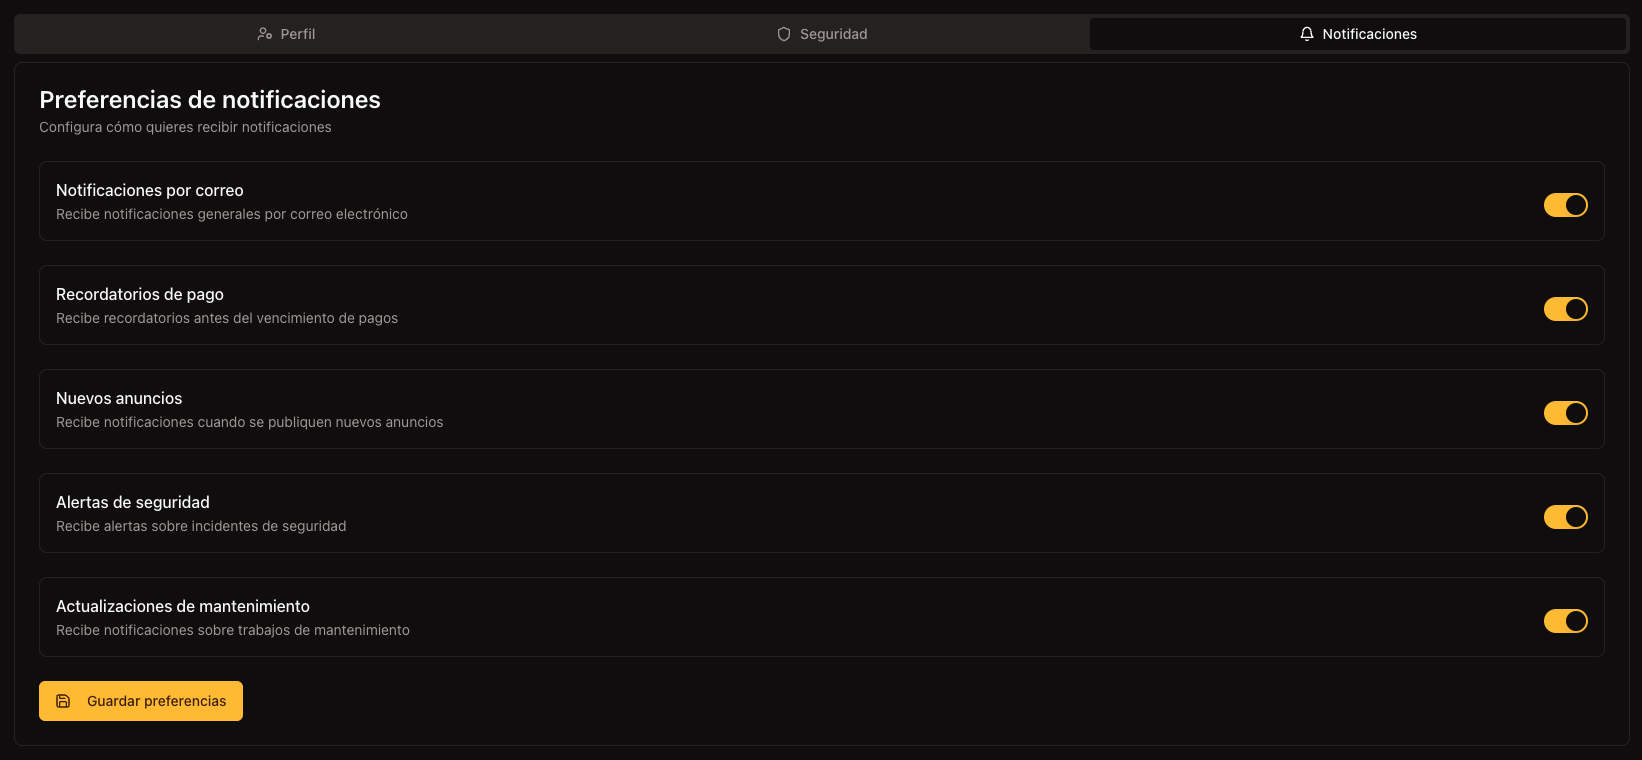 Perfil
Seguridad
Notificaciones
Preferencias de notificaciones
Configura cómo quieres recibir notificaciones
Notificaciones por correo
Recibe notificaciones generales por correo electrónico
Recordatorios de pago
Recibe recordatorios antes del vencimiento de pagos
Nuevos anuncios
Recibe notificaciones cuando se publiquen nuevos anuncios
Alertas de seguridad
Recibe alertas sobre incidentes de seguridad
Actualizaciones de mantenimiento
Recibe notificaciones sobre trabajos de mantenimiento
Guardar preferencias